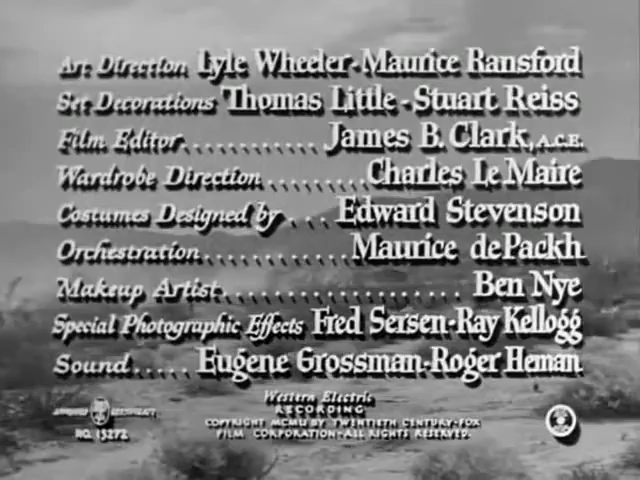 Art Direction Lyle Wheeler - Maurice Ransford
Set Decorations Thomas Little - Stuart Reiss
Film Editor............ James B. Clark, A.C.E.
Wardrobe Direction ........ Charles Le Maire
Costumes Designed by .... Edward Stevenson
Orchestration ............ Maurice dePackh
Makeup Artist...................... Ben Nye
Special Photographic Effects Fred Sersen - Ray Kellogg
Sound..... Eugene Grossman - Roger Heman
Western Electric
RECORDING
NO. 15272
COPYRIGHT MCMLI BY TWENTIETH CENTURY-FOX
FILM CORPORATION - ALL RIGHTS RESERVED.